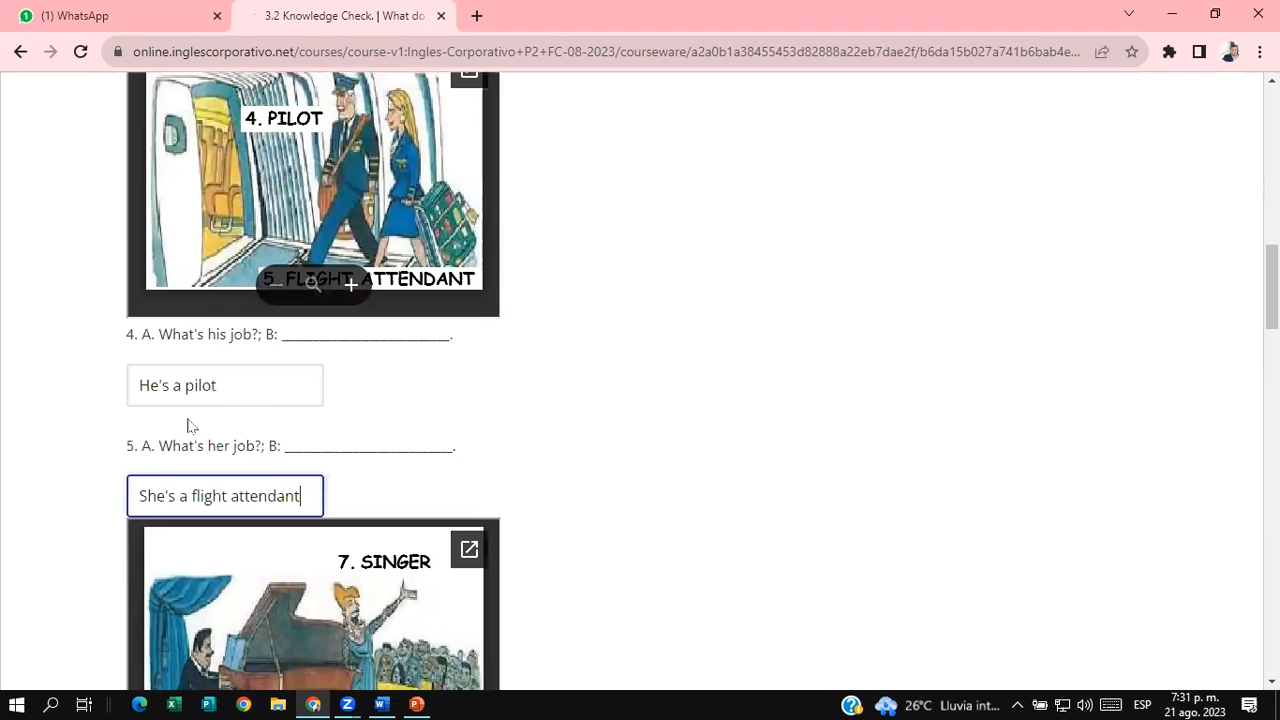 (1) WhatsApp
3.2 Knowledge Check. | What do
online.inglescorporativo.net/courses/course-v1:Ingles-Corporativo+P2+FC-08-2023/courseware/a2a0b1a38455453d82888a22eb7dae2f/b6da15b027a741b6bab4e...
4. PILOT
5. FLIGHT ATTENDANT
4. A. What's his job?; B: ___________________________.
He's a pilot
5. A. What's her job?; B: ___________________________.
She's a flight attendant
7. SINGER
26°C Lluvia int...
ESP
7:31 p. m.
21 ago. 2023